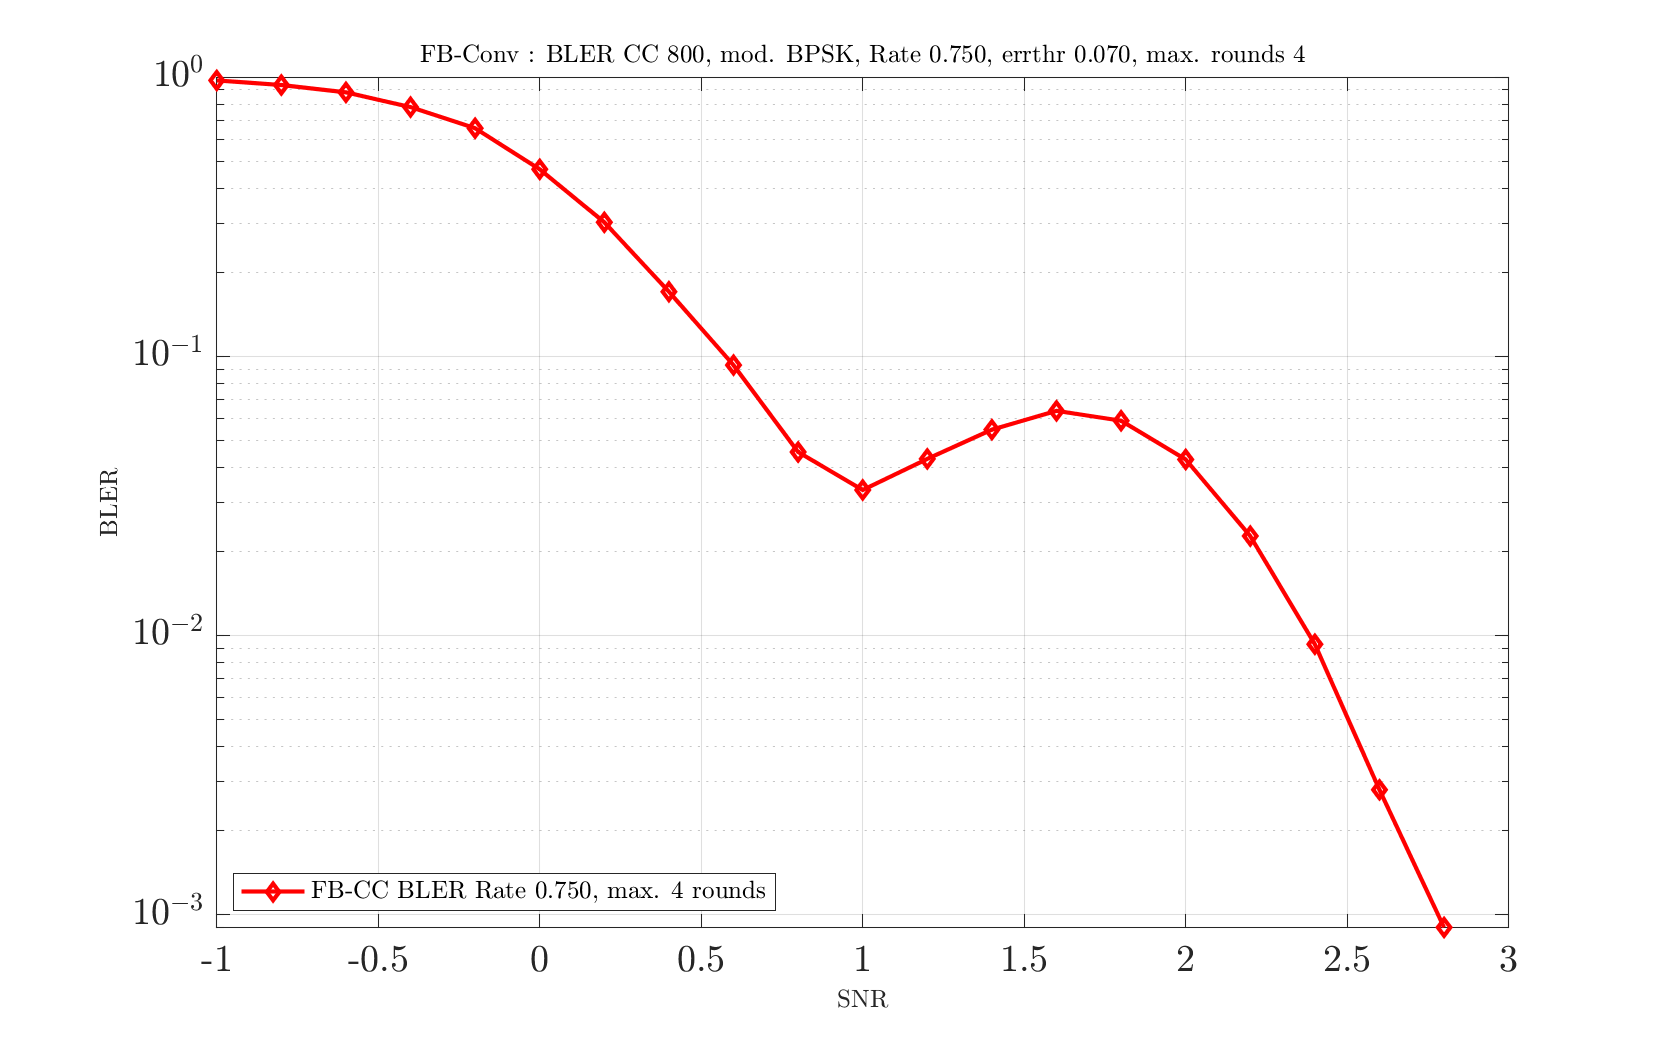 FB-Conv : BLER CC 800, mod. BPSK, Rate 0.750, errthr 0.070, max. rounds 4
10^0
10^−1
10^−2
10^−3
BLER
FB-CC BLER Rate 0.750, max. 4 rounds
-1 -0.5 0 0.5 1 1.5 2 2.5 3
SNR